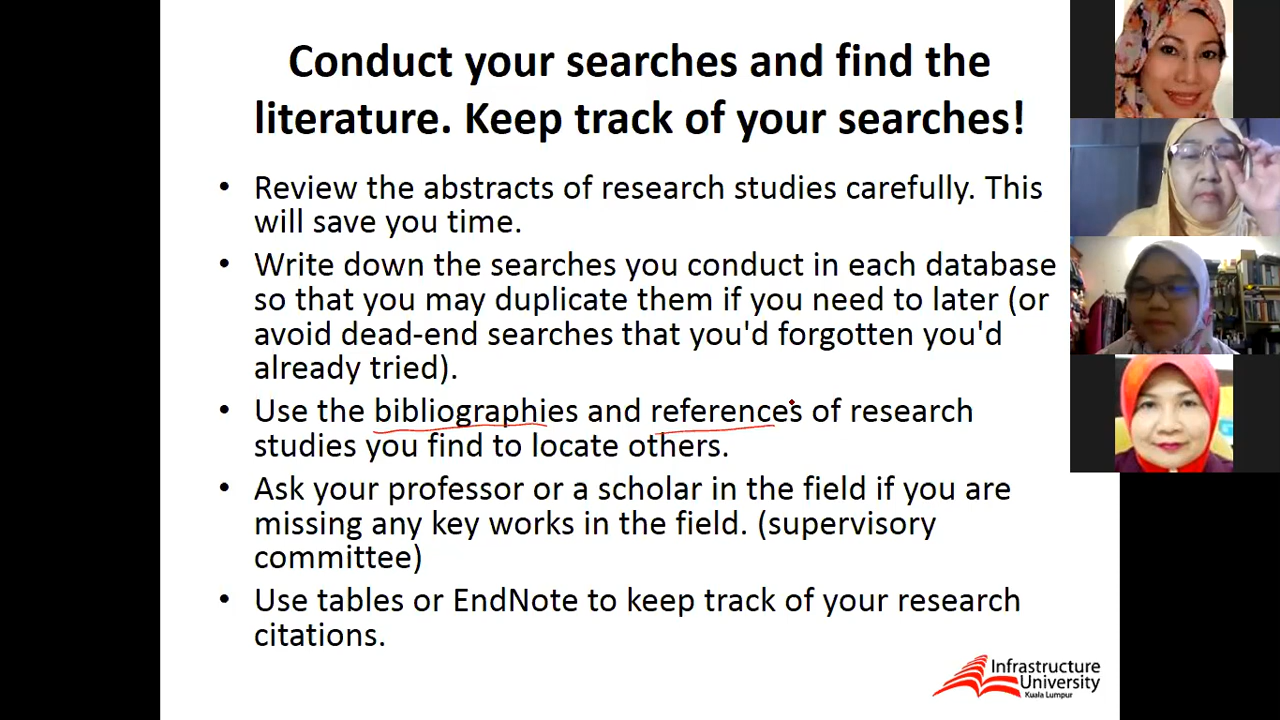 Conduct your searches and find the
literature. Keep track of your searches!
• Review the abstracts of research studies carefully. This
will save you time.
• Write down the searches you conduct in each database
so that you may duplicate them if you need to later (or
avoid dead-end searches that you'd forgotten you'd
already tried).
• Use the bibliographies and references of research
studies you find to locate others.
• Ask your professor or a scholar in the field if you are
missing any key works in the field. (supervisory
committee)
• Use tables or EndNote to keep track of your research
citations.
Infrastructure
University
Kuala Lumpur